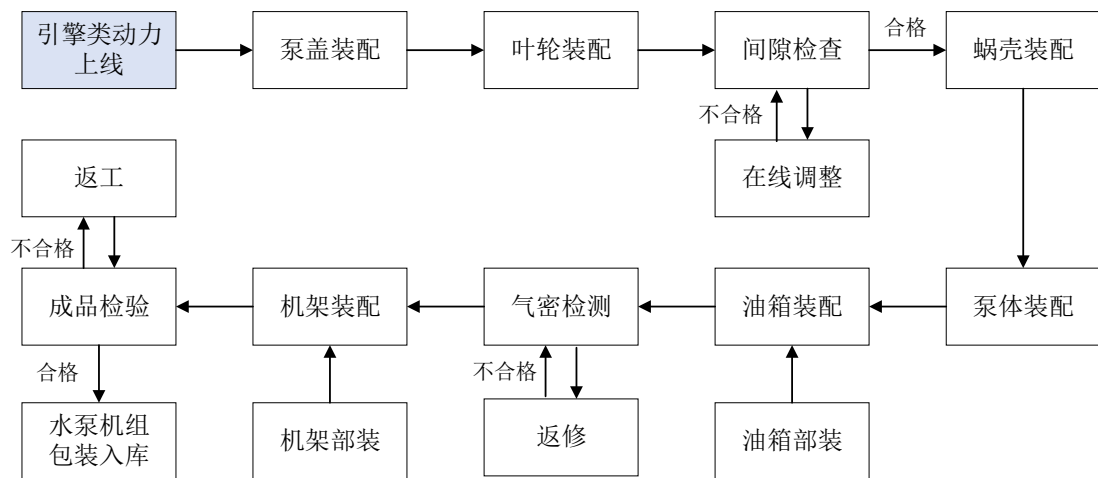 引擎类动力
上线
泵盖装配
叶轮装配
间隙检查
合格
蜗壳装配
不合格
返工
在线调整
不合格
成品检验
机架装配
气密检测
油箱装配
泵体装配
合格
不合格
水泵机组
包装入库
机架部装
返修
油箱部装